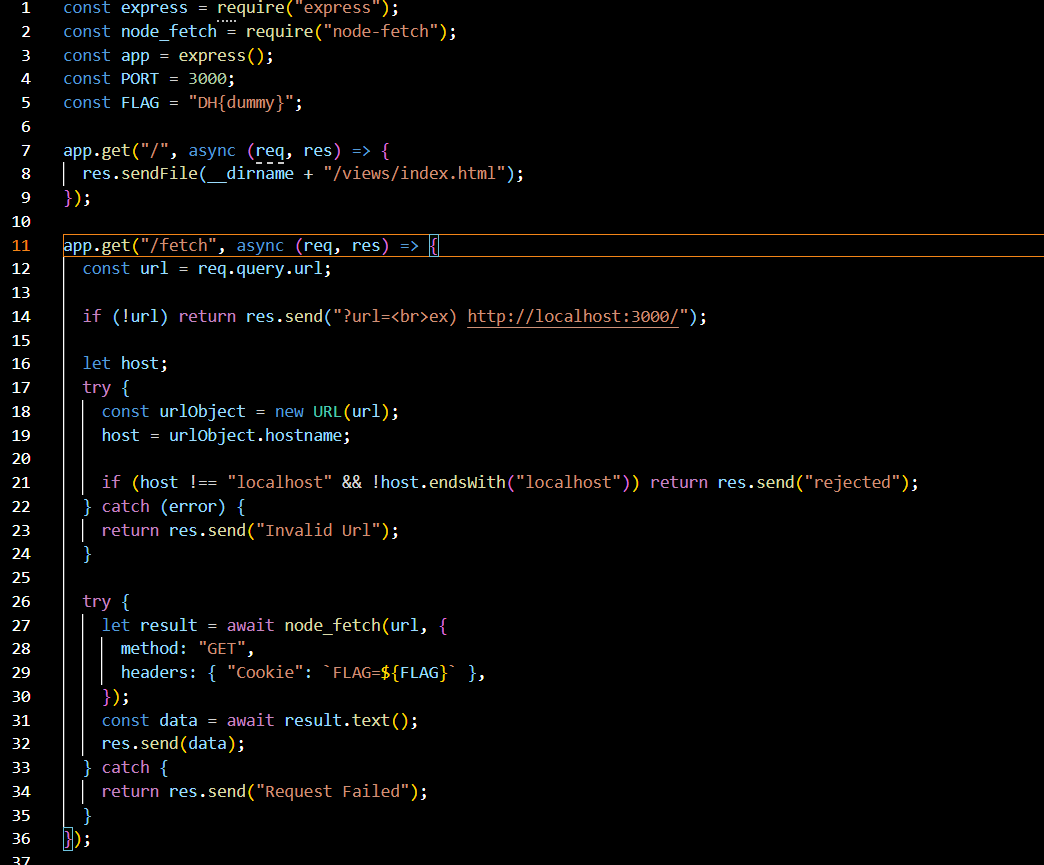 1 const express = require("express");
2 const node_fetch = require("node-fetch");
3 const app = express();
4 const PORT = 3000;
5 const FLAG = "DH{dummy}";
6
7 app.get("/", async (req, res) => {
8 res.sendFile(__dirname + "/views/index.html");
9 });
10
11 app.get("/fetch", async (req, res) => {
12 const url = req.query.url;
13
14 if (!url) return res.send("?url=<br>ex) http://localhost:3000/");
15
16 let host;
17 try {
18 const urlObject = new URL(url);
19 host = urlObject.hostname;
20
21 if (host !== "localhost" && !host.endsWith("localhost")) return res.send("rejected");
22 } catch (error) {
23 return res.send("Invalid Url");
24 }
25
26 try {
27 let result = await node_fetch(url, {
28 method: "GET",
29 headers: { "Cookie": `FLAG=${FLAG}` },
30 });
31 const data = await result.text();
32 res.send(data);
33 } catch {
34 return res.send("Request Failed");
35 }
36 });
37